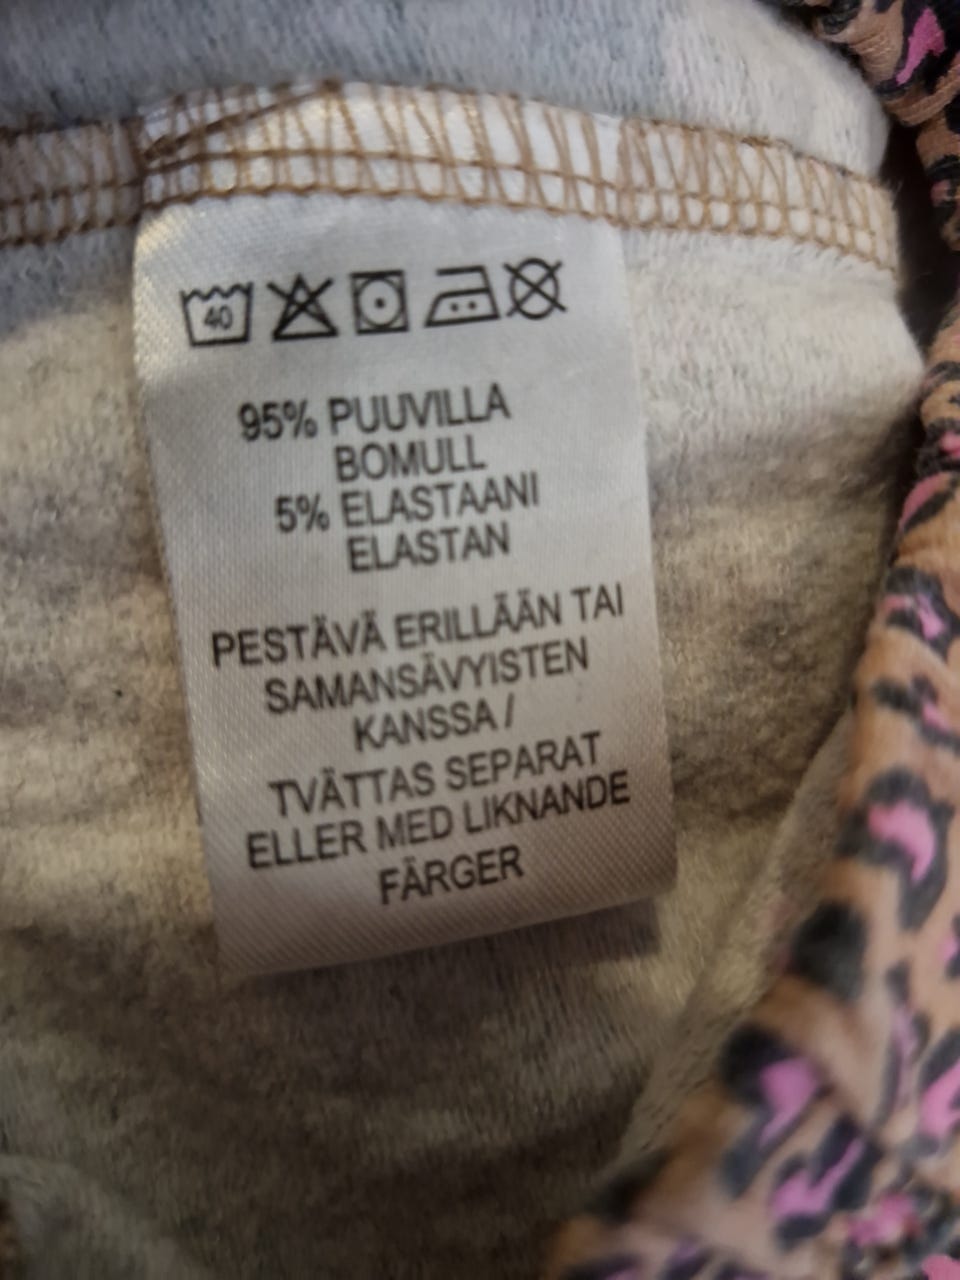 40
95% PUUVILLA
BOMULL
5% ELASTAANI
ELASTAN
PESTÄVÄ ERILLÄÄN TAI
SAMANSÄVYISTEN
KANSSA /
TVÄTTAS SEPARAT
ELLER MED LIKNANDE
FÄRGER